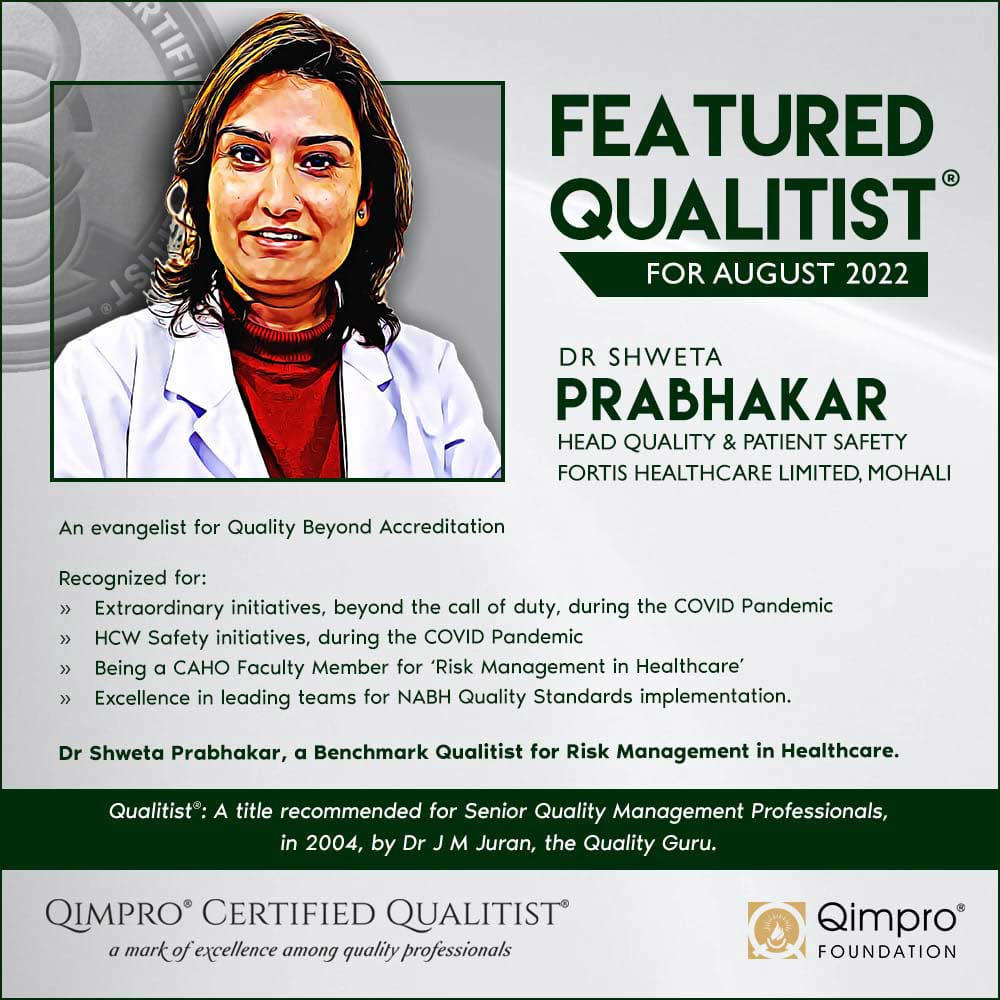 FEATURED
QUALITIST®
FOR AUGUST 2022
DR SHWETA
PRABHAKAR
HEAD QUALITY & PATIENT SAFETY
FORTIS HEALTHCARE LIMITED, MOHALI
An evangelist for Quality Beyond Accreditation
Recognized for:
» Extraordinary initiatives, beyond the call of duty, during the COVID Pandemic
» HCW Safety initiatives, during the COVID Pandemic
» Being a CAHO Faculty Member for ‘Risk Management in Healthcare’
» Excellence in leading teams for NABH Quality Standards implementation.
Dr Shweta Prabhakar, a Benchmark Qualitist for Risk Management in Healthcare.
Qualitist®: A title recommended for Senior Quality Management Professionals,
in 2004, by Dr J M Juran, the Quality Guru.
QIMPRO® CERTIFIED QUALITIST®
a mark of excellence among quality professionals
Qimpro®
FOUNDATION